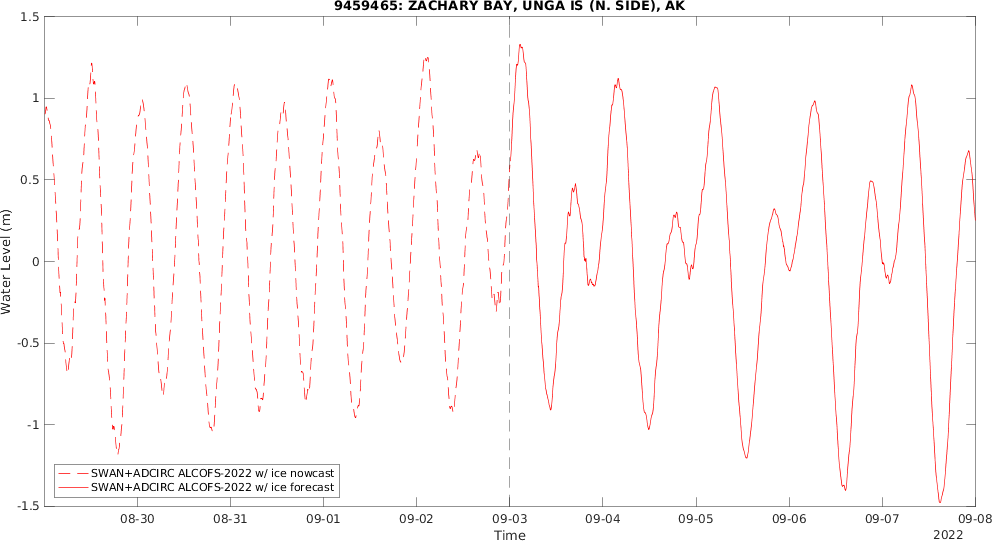 9459465: ZACHARY BAY, UNGA IS (N. SIDE), AK
1.5
1
0.5
0
-0.5
-1
-1.5
Water Level (m)
SWAN+ADCIRC ALCOFS-2022 w/ ice nowcast
SWAN+ADCIRC ALCOFS-2022 w/ ice forecast
08-30 08-31 09-01 09-02 09-03 09-04 09-05 09-06 09-07 09-08
Time
2022